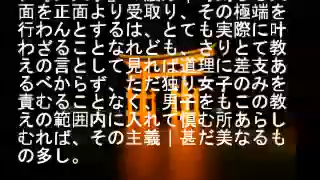 面を正面より受取り、その極端を
行わんとするは、とても実際に叶
わざることなれども、さりとて教
えの言として見れば道理に差支あ
るべからず、ただ独り女子のみを
責むることなく、男子をもこの教
えの範囲内に入れて慎む所あらし
むれば、その主義｜甚だ美なるも
の多し。